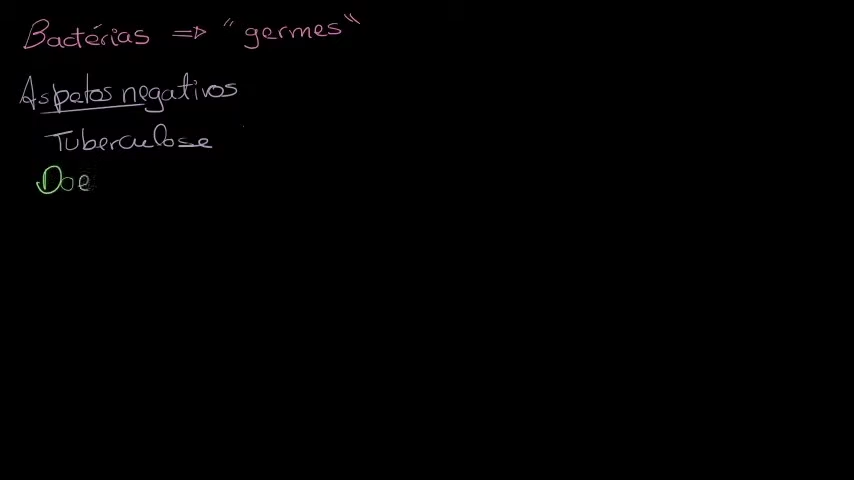 Bactérias => "germes"
Aspetos negativos
Tuberculose
Doe